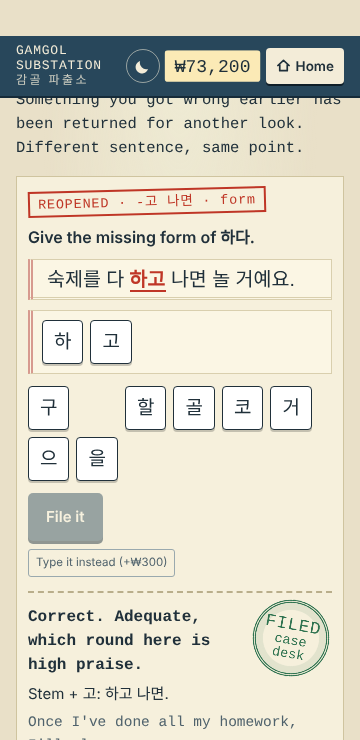 GAMGOL
SUBSTATION
감골 파출소
₩73,200
Home
Something you got wrong earlier has
been returned for another look.
Different sentence, same point.
REOPENED · -고 나면 · form
Give the missing form of 하다.
숙제를 다 하고 나면 놀 거예요.
하 고
구 할 골 코 거
으 을
File it
Type it instead (+₩300)
Correct. Adequate,
which round here is
high praise.
FILED
case
desk
Stem + 고: 하고 나면.
Once I've done all my homework,